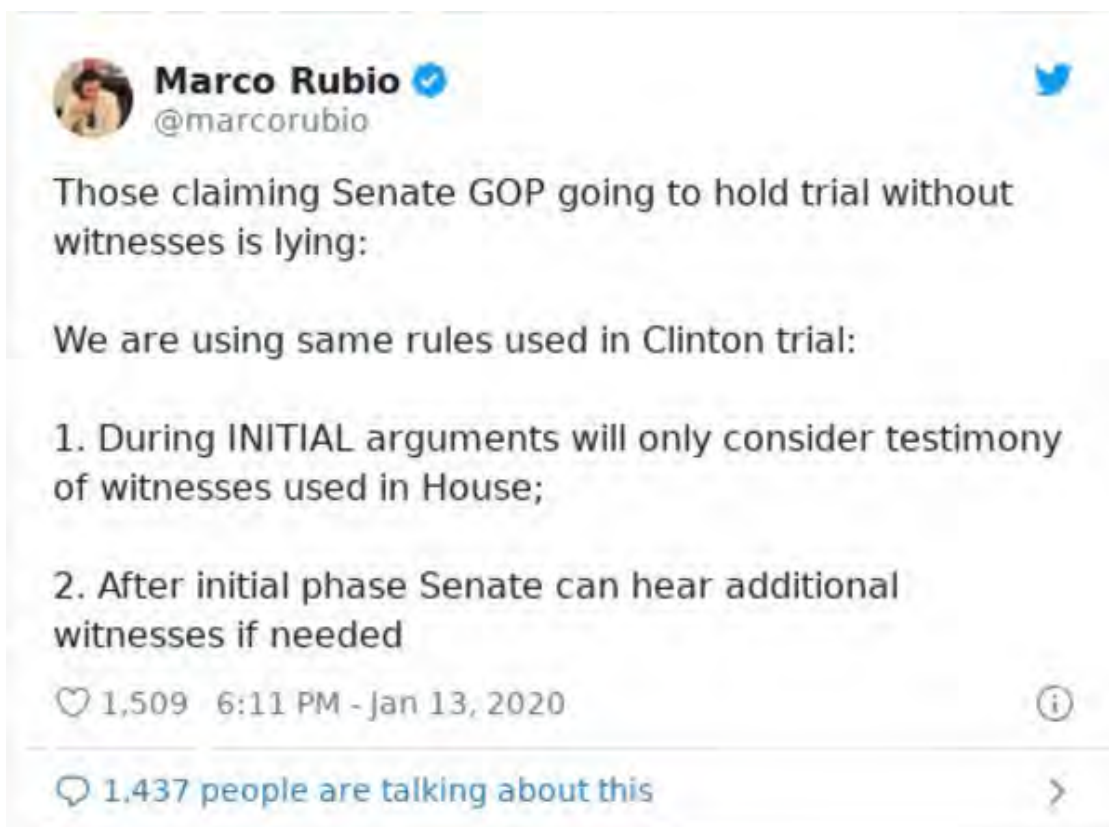 Marco Rubio
@marcorubio
Those claiming Senate GOP going to hold trial without
witnesses is lying:
We are using same rules used in Clinton trial:
1. During INITIAL arguments will only consider testimony
of witnesses used in House;
2. After initial phase Senate can hear additional
witnesses if needed
1,509 6:11 PM - Jan 13, 2020
1,437 people are talking about this